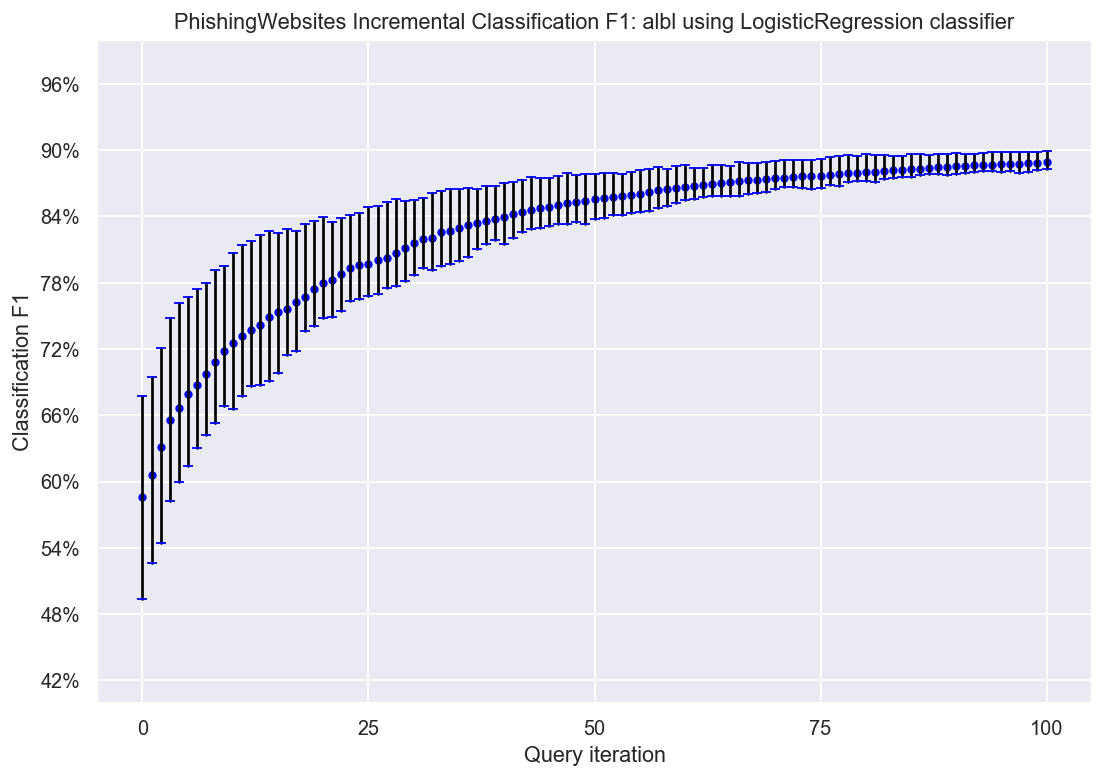 PhishingWebsites Incremental Classification F1: albl using LogisticRegression classifier
96%
90%
84%
78%
72%
66%
60%
54%
48%
42%
Classification F1
0 25 50 75 100
Query iteration